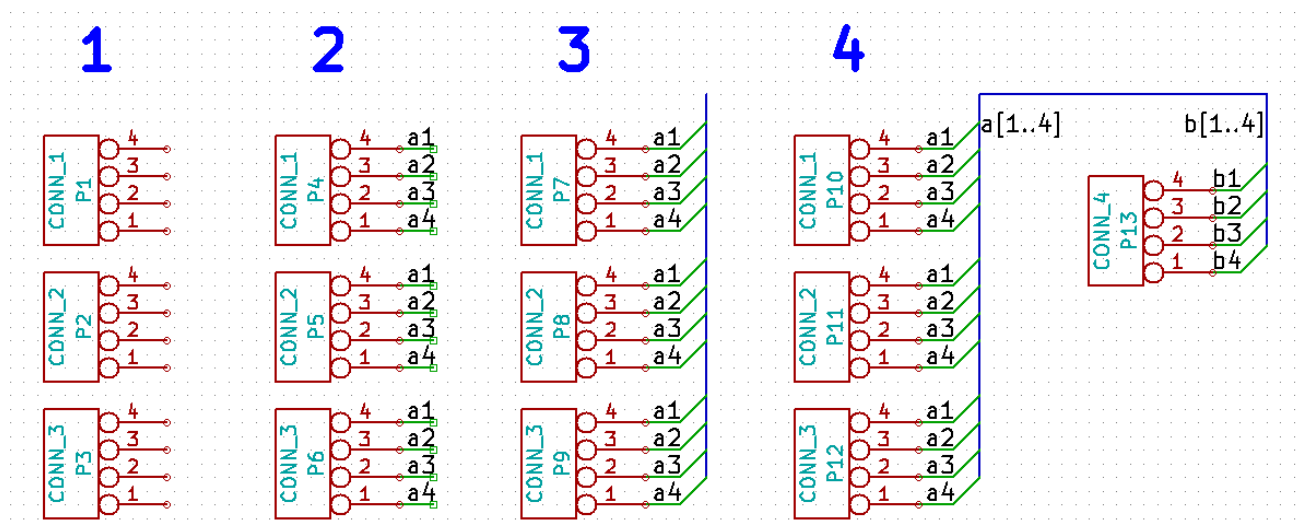 1 2 3 4
a[1..4] b[1..4]
CONN_1 P1 4 3 2 1
CONN_1 P4 4 a1 3 a2 2 a3 1 a4
CONN_1 P7 4 a1 3 a2 2 a3 1 a4
CONN_1 P10 4 a1 3 a2 2 a3 1 a4
CONN_4 P13 4 b1 3 b2 2 b3 1 b4
CONN_2 P2 4 3 2 1
CONN_2 P5 4 a1 3 a2 2 a3 1 a4
CONN_2 P8 4 a1 3 a2 2 a3 1 a4
CONN_2 P11 4 a1 3 a2 2 a3 1 a4
CONN_3 P3 4 3 2 1
CONN_3 P6 4 a1 3 a2 2 a3 1 a4
CONN_3 P9 4 a1 3 a2 2 a3 1 a4
CONN_3 P12 4 a1 3 a2 2 a3 1 a4